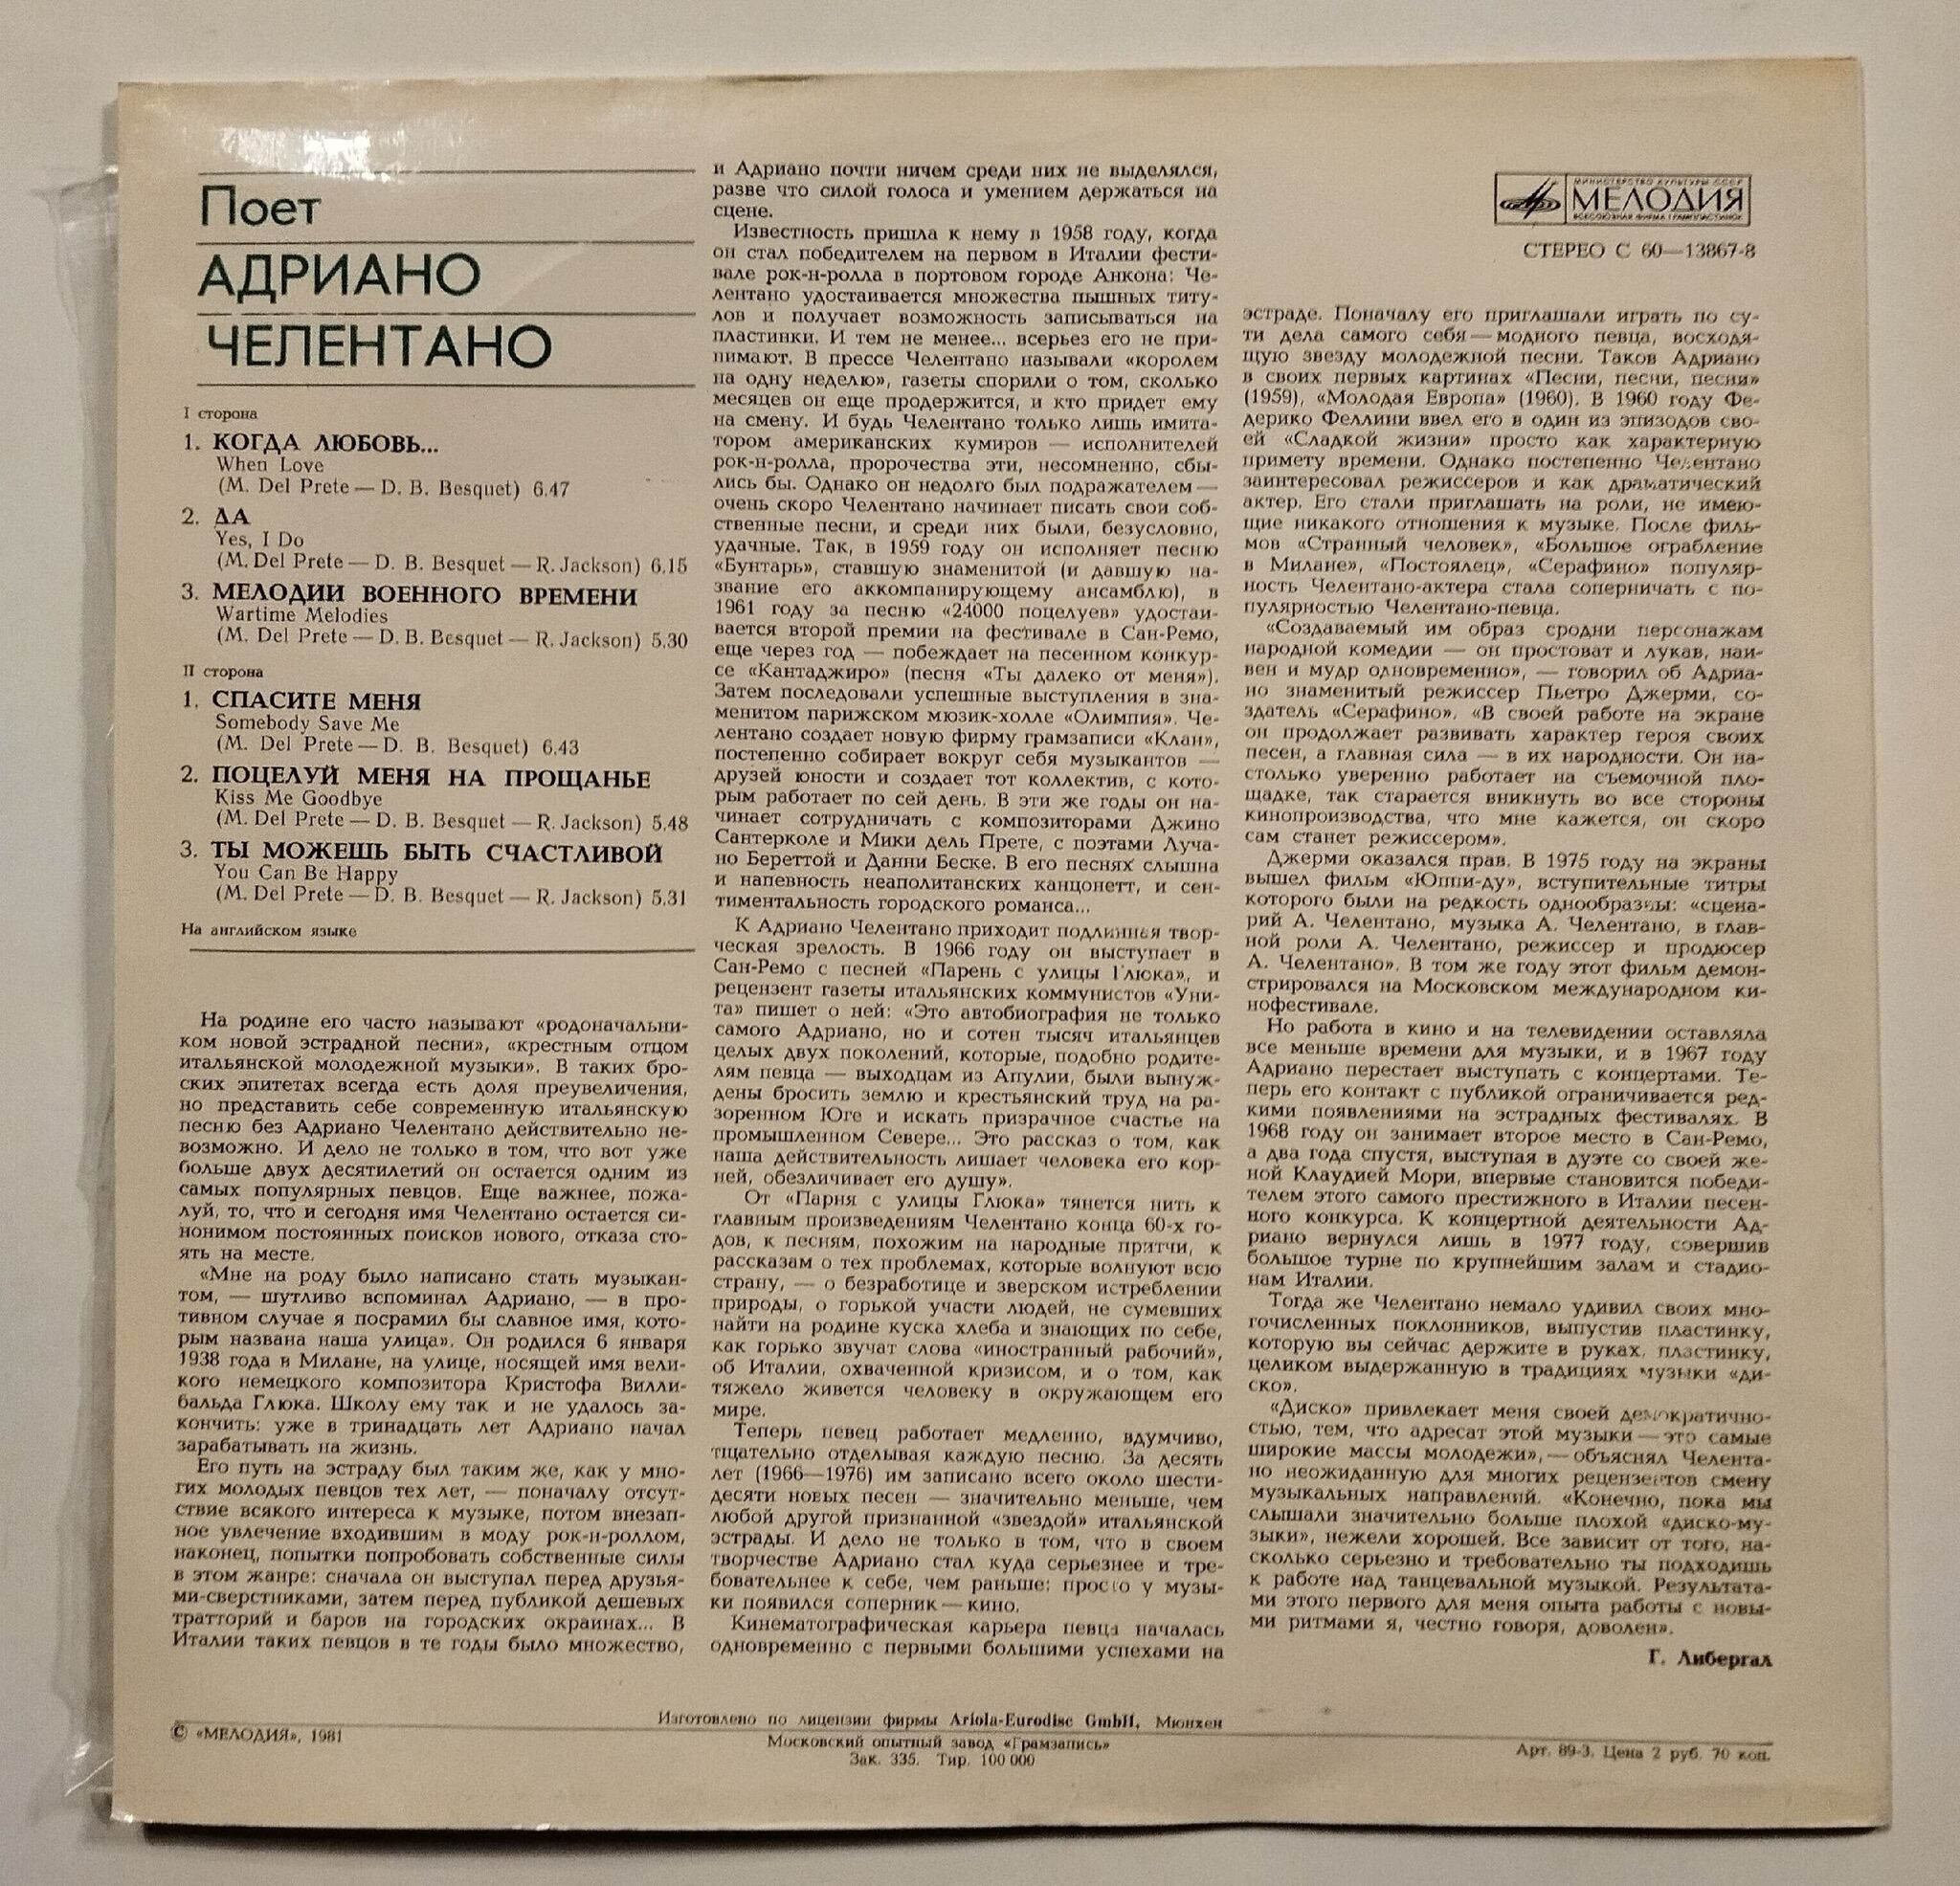 Поет
АДРИАНО
ЧЕЛЕНТАНО
I сторона
1. КОГДА ЛЮБОВЬ...
When Love
(M. Del Prete — D. B. Besquet) 6.47
2. ДА
Yes, I Do
(M. Del Prete — D. B. Besquet — R. Jackson) 6.15
3. МЕЛОДИИ ВОЕННОГО ВРЕМЕНИ
Wartime Melodies
(M. Del Prete — D. B. Besquet — R. Jackson) 5.30
II сторона
1. СПАСИТЕ МЕНЯ
Somebody Save Me
(M. Del Prete — D. B. Besquet) 6.43
2. ПОЦЕЛУЙ МЕНЯ НА ПРОЩАНЬЕ
Kiss Me Goodbye
(M. Del Prete — D. B. Besquet — R. Jackson) 5.48
3. ТЫ МОЖЕШЬ БЫТЬ СЧАСТЛИВОЙ
You Can Be Happy
(M. Del Prete — D. B. Besquet — R. Jackson) 5.31
На английском языке
На родине его часто называют «родоначальни-
ком новой эстрадной песни», «крестным отцом
итальянской молодежной музыки». В таких бро-
ских эпитетах всегда есть доля преувеличения,
но представить себе современную итальянскую
песню без Адриано Челентано действительно не-
возможно. И дело не только в том, что вот уже
больше двух десятилетий он остается одним из
самых популярных певцов. Еще важнее, пожа-
луй, то, что и сегодня имя Челентано остается си-
нонимом постоянных поисков нового, отказа сто-
ять на месте.
«Мне на роду было написано стать музыкан-
том, — шутливо вспоминал Адриано, — в про-
тивном случае я посрамил бы славное имя, кото-
рым названа наша улица». Он родился 6 января
1938 года в Милане, на улице, носящей имя вели-
кого немецкого композитора Кристофа Вилли-
бальда Глюка. Школу ему так и не удалось за-
кончить: уже в тринадцать лет Адриано начал
зарабатывать на жизнь.
Его путь на эстраду был таким же, как у мно-
гих молодых певцов тех лет, — поначалу отсут-
ствие всякого интереса к музыке, потом внезап-
ное увлечение входившим в моду рок-н-роллом,
наконец, попытки попробовать собственные силы
в этом жанре: сначала он выступал перед друзья-
ми-сверстниками, затем перед публикой дешевых
тратторий и баров на городских окраинах... В
Италии таких певцов в те годы было множество,
и Адриано почти ничем среди них не выделялся,
разве что силой голоса и умением держаться на
сцене.
Известность пришла к нему в 1958 году, когда
он стал победителем на первом в Италии фести-
вале рок-н-ролла в портовом городе Анкона: Че-
лентано удостаивается множества пышных титу-
лов и получает возможность записываться на
пластинки. И тем не менее... всерьез его не при-
нимают. В прессе Челентано называли «королем
на одну неделю», газеты спорили о том, сколько
месяцев он еще продержится, и кто придет ему
на смену. И будь Челентано только лишь имита-
тором американских кумиров — исполнителей
рок-н-ролла, пророчества эти, несомненно, сбы-
лись бы. Однако он недолго был подражателем —
очень скоро Челентано начинает писать свои соб-
ственные песни, и среди них были, безусловно,
удачные. Так, в 1959 году он исполняет песню
«Бунтарь», ставшую знаменитой (и давшую на-
звание его аккомпанирующему ансамблю), в
1961 году за песню «24000 поцелуев» удостаи-
вается второй премии на фестивале в Сан-Ремо,
еще через год — побеждает на песенном конкур-
се «Кантаджиро» (песня «Ты далеко от меня»).
Затем последовали успешные выступления в зна-
менитом парижском мюзик-холле «Олимпия». Че-
лентано создает новую фирму грамзаписи «Клан»,
постепенно собирает вокруг себя музыкантов —
друзей юности и создает тот коллектив, с кото-
рым работает по сей день. В эти же годы он на-
чинает сотрудничать с композиторами Джино
Сантерколе и Мики дель Прете, с поэтами Луча-
но Береттой и Данни Беске. В его песнях слышна
и напевность неаполитанских канцонетт, и сен-
тиментальность городского романса...
К Адриано Челентано приходит подлинная твор-
ческая зрелость. В 1966 году он выступает в
Сан-Ремо с песней «Парень с улицы Глюка», и
рецензент газеты итальянских коммунистов «Уни-
та» пишет о ней: «Это автобиография не только
самого Адриано, но и сотен тысяч итальянцев
целых двух поколений, которые, подобно родите-
лям певца — выходцам из Апулии, были вынуж-
дены бросить землю и крестьянский труд на ра-
зоренном Юге и искать призрачное счастье на
промышленном Севере... Это рассказ о том, как
наша действительность лишает человека его кор-
ней, обезличивает его душу».
От «Парня с улицы Глюка» тянется нить к
главным произведениям Челентано конца 60-х го-
дов, к песням, похожим на народные притчи, к
рассказам о тех проблемах, которые волнуют всю
страну, — о безработице и зверском истреблении
природы, о горькой участи людей, не сумевших
найти на родине куска хлеба и знающих по себе,
как горько звучат слова «иностранный рабочий»,
об Италии, охваченной кризисом, и о том, как
тяжело живется человеку в окружающем его
мире.
Теперь певец работает медленно, вдумчиво,
тщательно отделывая каждую песню. За десять
лет (1966—1976) им записано всего около шести-
десяти новых песен — значительно меньше, чем
любой другой признанной «звездой» итальянской
эстрады. И дело не только в том, что в своем
творчестве Адриано стал куда серьезнее и тре-
бовательнее к себе, чем раньше: просто у музы-
ки появился соперник — кино.
Кинематографическая карьера певца началась
одновременно с первыми большими успехами на
МИНИСТЕРСТВО КУЛЬТУРЫ СССР
МЕЛОДИЯ
ВСЕСОЮЗНАЯ ФИРМА ГРАМПЛАСТИНОК
СТЕРЕО С 60—13867-8
эстраде. Поначалу его приглашали играть по су-
ти дела самого себя — модного певца, восходя-
щую звезду молодежной песни. Таков Адриано
в своих первых картинах «Песни, песни, песни»
(1959), «Молодая Европа» (1960). В 1960 году Фе-
дерико Феллини ввел его в один из эпизодов сво-
ей «Сладкой жизни» просто как характерную
примету времени. Однако постепенно Челентано
заинтересовал режиссеров и как драматический
актер. Его стали приглашать на роли, не имею-
щие никакого отношения к музыке. После филь-
мов «Странный человек», «Большое ограбление
в Милане», «Постоялец», «Серафино» популяр-
ность Челентано-актера стала соперничать с по-
пулярностью Челентано-певца.
«Создаваемый им образ сродни персонажам
народной комедии — он простоват и лукав, наи-
вен и мудр одновременно», — говорил об Адриа-
но знаменитый режиссер Пьетро Джерми, со-
здатель «Серафино». «В своей работе на экране
он продолжает развивать характер героя своих
песен, а главная сила — в их народности. Он на-
столько уверенно работает на съемочной пло-
щадке, так старается вникнуть во все стороны
кинопроизводства, что мне кажется, он скоро
сам станет режиссером».
Джерми оказался прав. В 1975 году на экраны
вышел фильм «Юппи-ду», вступительные титры
которого были на редкость однообразны: «сцена-
рий А. Челентано, музыка А. Челентано, в глав-
ной роли А. Челентано, режиссер и продюсер
А. Челентано». В том же году этот фильм демон-
стрировался на Московском международном ки-
нофестивале.
Но работа в кино и на телевидении оставляла
все меньше времени для музыки, и в 1967 году
Адриано перестает выступать с концертами. Те-
перь его контакт с публикой ограничивается ред-
кими появлениями на эстрадных фестивалях. В
1968 году он занимает второе место в Сан-Ремо,
а два года спустя, выступая в дуэте со своей же-
ной Клаудией Мори, впервые становится победи-
телем этого самого престижного в Италии песен-
ного конкурса. К концертной деятельности Ад-
риано вернулся лишь в 1977 году, совершив
большое турне по крупнейшим залам и стадио-
нам Италии.
Тогда же Челентано немало удивил своих мно-
гочисленных поклонников, выпустив пластинку,
которую вы сейчас держите в руках, пластинку,
целиком выдержанную в традициях музыки «ди-
ско».
«Диско» привлекает меня своей демократично-
стью, тем, что адресат этой музыки — это самые
широкие массы молодежи», — объяснял Челента-
но неожиданную для многих рецензентов смену
музыкальных направлений. «Конечно, пока мы
слышали значительно больше плохой «диско-му-
зыки», нежели хорошей. Все зависит от того, на-
сколько серьезно и требовательно ты подходишь
к работе над танцевальной музыкой. Результата-
ми этого первого для меня опыта работы с новы-
ми ритмами я, честно говоря, доволен».
Г. Либергал
© «МЕЛОДИЯ», 1981
Изготовлено по лицензии фирмы Ariola-Eurodisc GmbH, Мюнхен
Московский опытный завод «Грамзапись»
Зак. 335. Тир. 100 000
Арт. 89-3. Цена 2 руб. 70 коп.